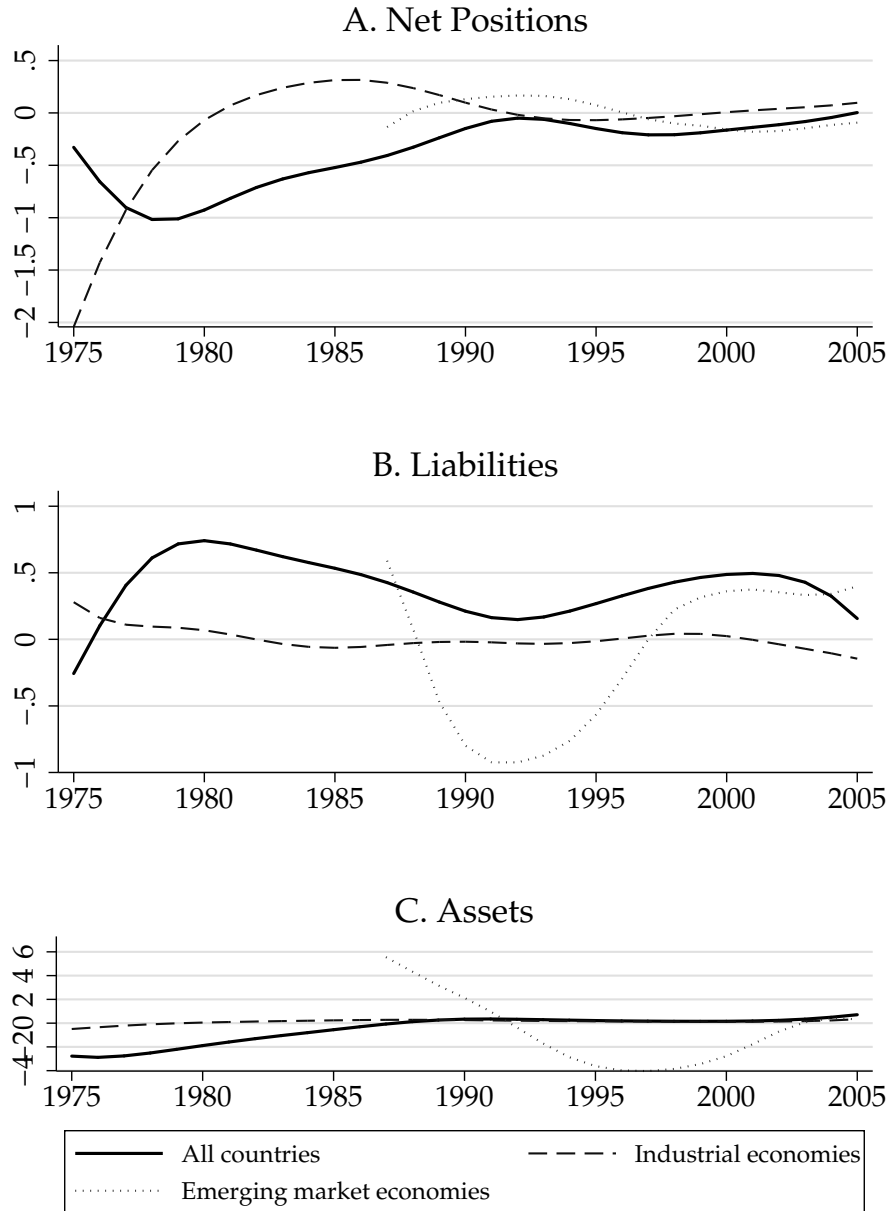 A. Net Positions
.5
0
−.5
−1
−1.5
−2
1975 1980 1985 1990 1995 2000 2005
B. Liabilities
1
.5
0
−.5
−1
1975 1980 1985 1990 1995 2000 2005
C. Assets
6
4
2
0
−2
−4
1975 1980 1985 1990 1995 2000 2005
All countries Industrial economies
Emerging market economies